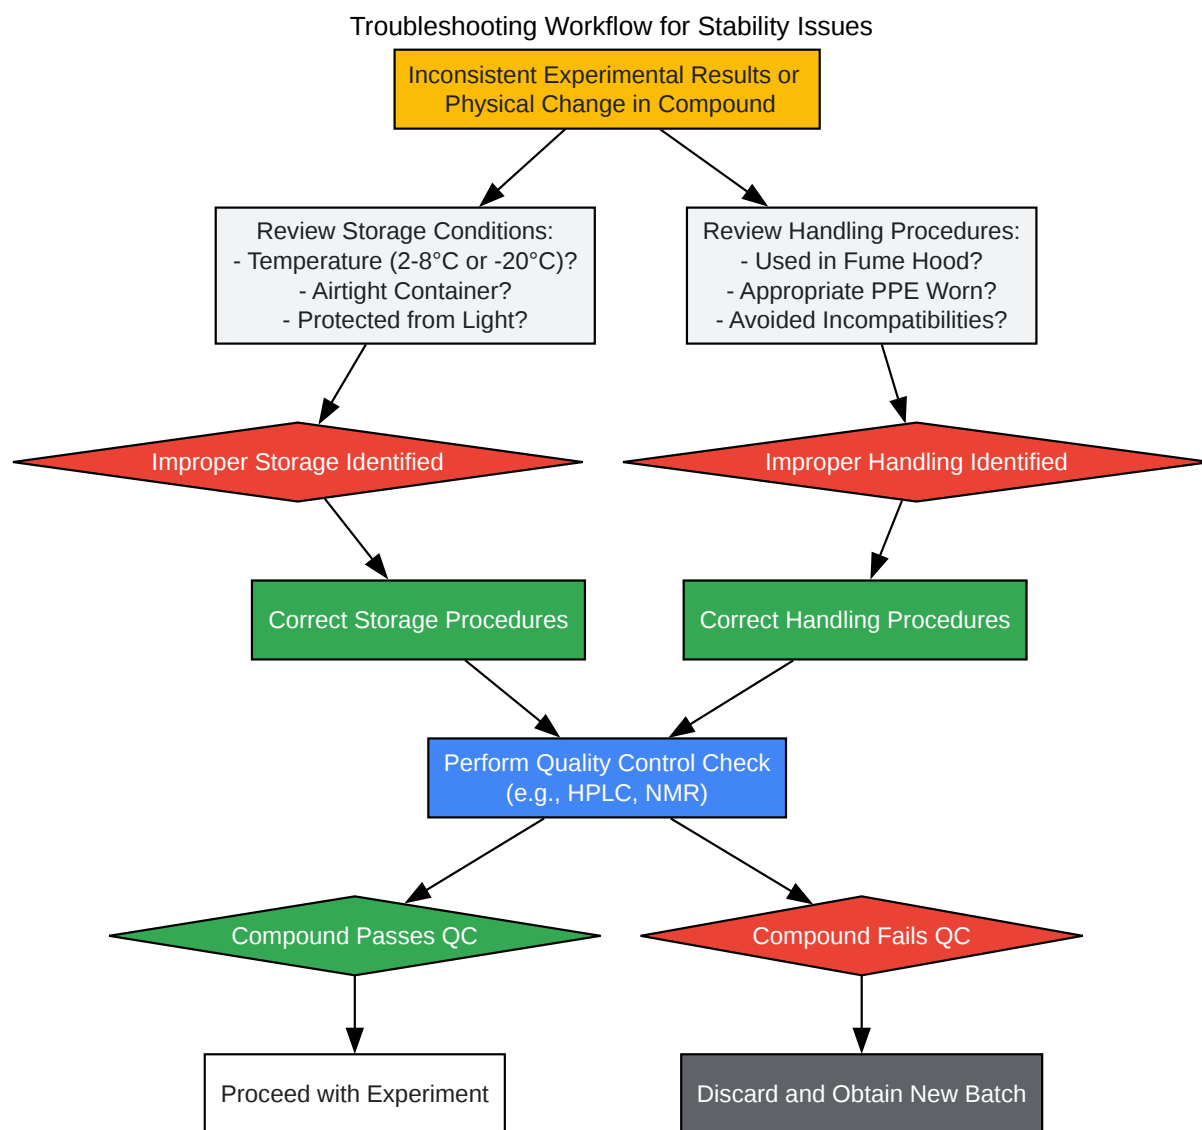 Troubleshooting Workflow for Stability Issues
Inconsistent Experimental Results or
Physical Change in Compound
Review Storage Conditions:
- Temperature (2-8°C or -20°C)?
- Airtight Container?
- Protected from Light?
Review Handling Procedures:
- Used in Fume Hood?
- Appropriate PPE Worn?
- Avoided Incompatibilities?
Improper Storage Identified
Improper Handling Identified
Correct Storage Procedures
Correct Handling Procedures
Perform Quality Control Check
(e.g., HPLC, NMR)
Compound Passes QC
Compound Fails QC
Proceed with Experiment
Discard and Obtain New Batch